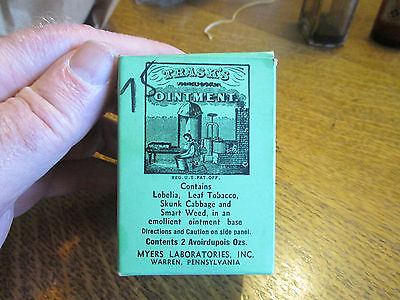 TRASK'S
OINTMENT.
75
REG. U.S. PAT. OFF.
Contains
Lobelia, Leaf Tobacco,
Skunk Cabbage and
Smart Weed, in an
emollient ointment base
Directions and Caution on side panel.
Contents 2 Avoirdupois Ozs.
MYERS LABORATORIES, INC.
WARREN, PENNSYLVANIA